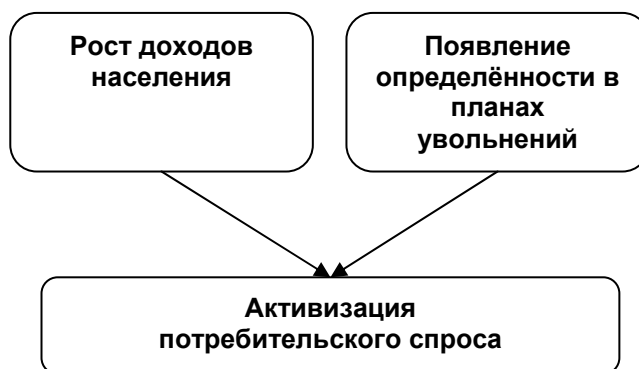 Рост доходов
населения
Появление
определённости в
планах
увольнений
Активизация
потребительского спроса